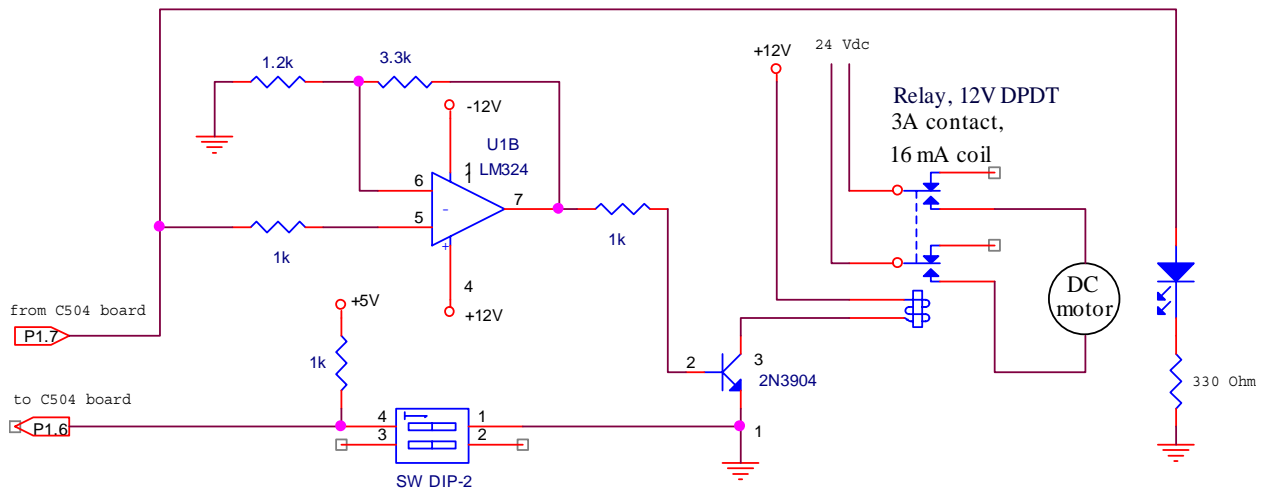 1.2k
3.3k
-12V
+12V
24 Vdc
Relay, 12V DPDT
3A contact,
16 mA coil
U1B
LM324
1
1
6
5
7
-
+
4
+12V
1k
1k
from C504 board
P1.7
+5V
1k
to C504 board
P1.6
4
3
1
2
SW DIP-2
2
3
2N3904
1
DC
motor
330 Ohm